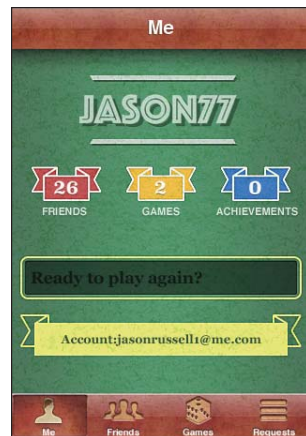 Me
JASON77
26 2 0
FRIENDS GAMES ACHIEVEMENTS
Ready to play again?
Account:jasonrussell1@me.com
Me Friends Games Requests